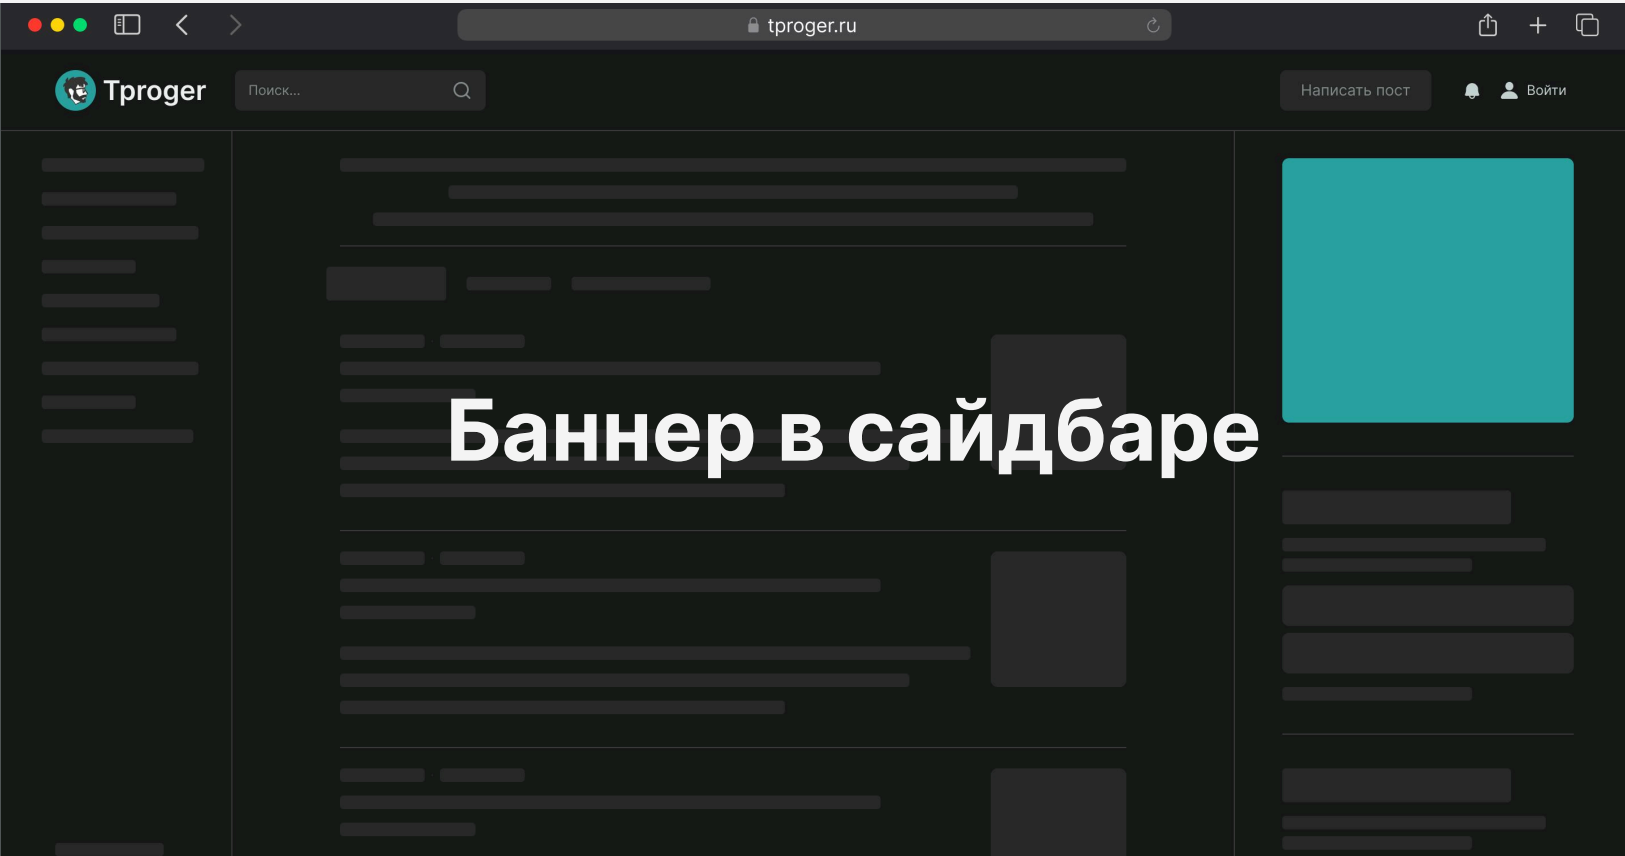 tproger.ru
Tproger
Поиск...
Написать пост
Войти
Баннер в сайдбаре